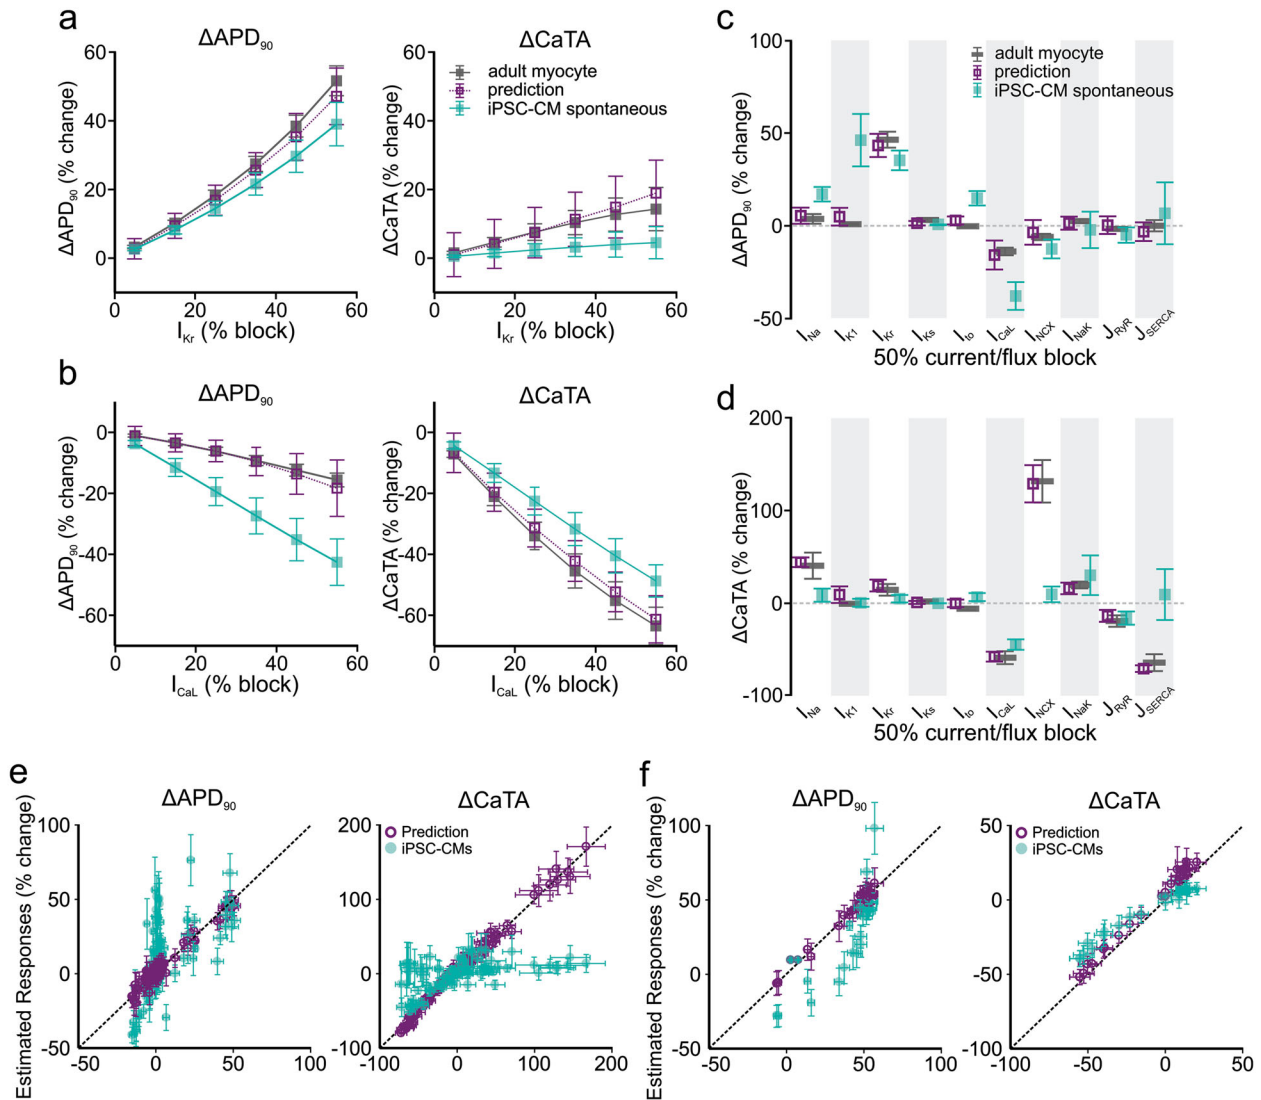 a
ΔAPD90
ΔCaTA
ΔAPD90 (% change)
60
40
20
0
0 20 40 60
IKr (% block)
ΔCaTA (% change)
60
40
20
0
adult myocyte
prediction
iPSC-CM spontaneous
0 20 40 60
IKr (% block)
b
ΔAPD90
ΔCaTA
ΔAPD90 (% change)
0
-20
-40
-60
0 20 40 60
ICaL (% block)
ΔCaTA (% change)
0
-20
-40
-60
0 20 40 60
ICaL (% block)
c
ΔAPD90 (% change)
100
50
0
-50
adult myocyte
prediction
iPSC-CM spontaneous
INa IK1 IKr IKs Ito ICaL INCX INaK JRyR JSERCA
50% current/flux block
d
ΔCaTA (% change)
200
100
0
-100
INa IK1 IKr IKs Ito ICaL INCX INaK JRyR JSERCA
50% current/flux block
e
ΔAPD90
ΔCaTA
Estimated Responses (% change)
100
50
0
-50
-50 0 50 100
200
100
0
-100
Prediction
iPSC-CMs
-100 0 100 200
f
ΔAPD90
ΔCaTA
Estimated Responses (% change)
100
50
0
-50
-50 0 50 100
50
0
-50
-100
Prediction
iPSC-CMs
-100 -50 0 50